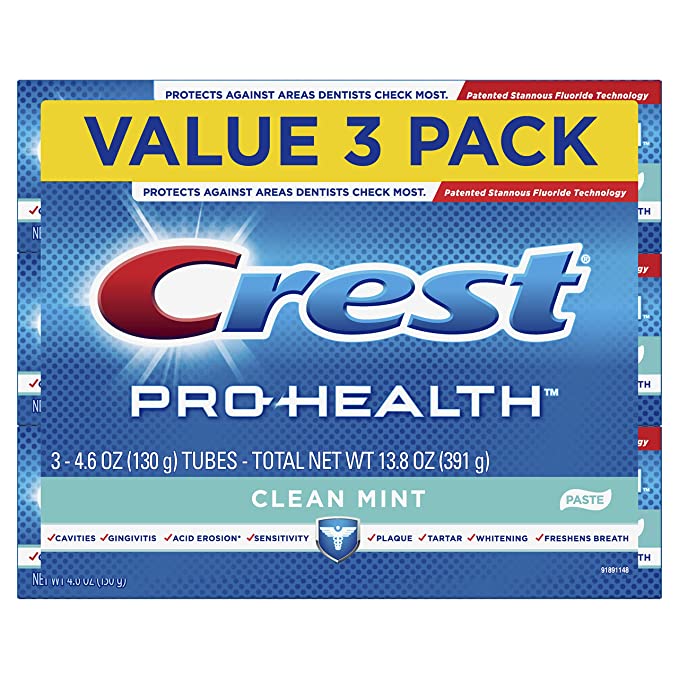 PROTECTS AGAINST AREAS DENTISTS CHECK MOST. Patented Stannous Fluoride Technology
VALUE 3 PACK
PROTECTS AGAINST AREAS DENTISTS CHECK MOST. Patented Stannous Fluoride Technology
Crest®
PRO-HEALTH™
3 - 4.6 OZ (130 g) TUBES - TOTAL NET WT 13.8 OZ (391 g)
CLEAN MINT PASTE
✓CAVITIES ✓GINGIVITIS ✓ACID EROSION* ✓SENSITIVITY ✓PLAQUE ✓TARTAR ✓WHITENING ✓FRESHENS BREATH
91891148
NET WT 4.6 OZ (130 g)